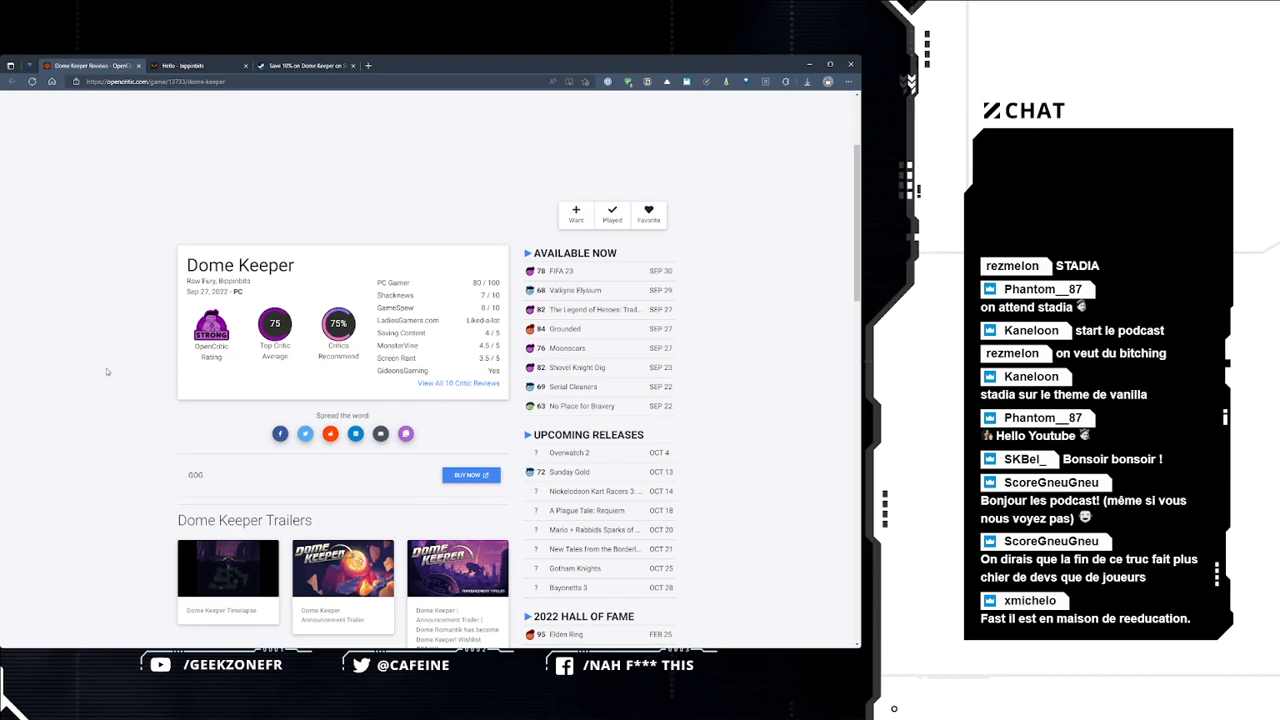 Dome Keeper Reviews - OpenC
Hello - bippinbits
Save 10% on Dome Keeper on S
https://opencritic.com/game/13733/dome-keeper
Want
Played
Favorite
Dome Keeper
Raw Fury, Bippinbits
Sep 27, 2022 - PC
STRONG
OpenCritic
Rating
75
Top Critic
Average
75%
Critics
Recommend
PC Gamer 80 / 100
Shacknews 7 / 10
GameSpew 8 / 10
LadiesGamers.com Liked-a-lot
Saving Content 4 / 5
MonsterVine 4.5 / 5
Screen Rant 3.5 / 5
GideonsGaming Yes
View All 10 Critic Reviews
Spread the word:
GOG
BUY NOW
Dome Keeper Trailers
DOME KEEPER
DOME KEEPER
ANNOUNCEMENT TRAILER
Dome Keeper Timelapse
Dome Keeper
Announcement Trailer
Dome Keeper |
Announcement Trailer |
Dome Romantik has become
Dome Keeper! Wishlist
AVAILABLE NOW
78 FIFA 23 SEP 30
68 Valkyrie Elysium SEP 29
82 The Legend of Heroes: Trail... SEP 27
84 Grounded SEP 27
76 Moonscars SEP 27
82 Shovel Knight Dig SEP 23
69 Serial Cleaners SEP 22
63 No Place for Bravery SEP 22
UPCOMING RELEASES
? Overwatch 2 OCT 4
72 Sunday Gold OCT 13
? Nickelodeon Kart Racers 3: ... OCT 14
? A Plague Tale: Requiem OCT 18
? Mario + Rabbids Sparks of ... OCT 20
? New Tales from the Borderl... OCT 21
? Gotham Knights OCT 25
? Bayonetta 3 OCT 28
2022 HALL OF FAME
95 Elden Ring FEB 25
/GEEKZONEFR
@CAFEINE
/NAH F*** THIS
CHAT
rezmelon STADIA
Phantom__87
on attend stadia
Kaneloon start le podcast
rezmelon on veut du bitching
Kaneloon
stadia sur le theme de vanilla
Phantom__87
Hello Youtube
SKBel_ Bonsoir bonsoir !
ScoreGneuGneu
Bonjour les podcast! (même si vous
nous voyez pas)
ScoreGneuGneu
On dirais que la fin de ce truc fait plus
chier de devs que de joueurs
xmichelo
Fast il est en maison de reeducation.